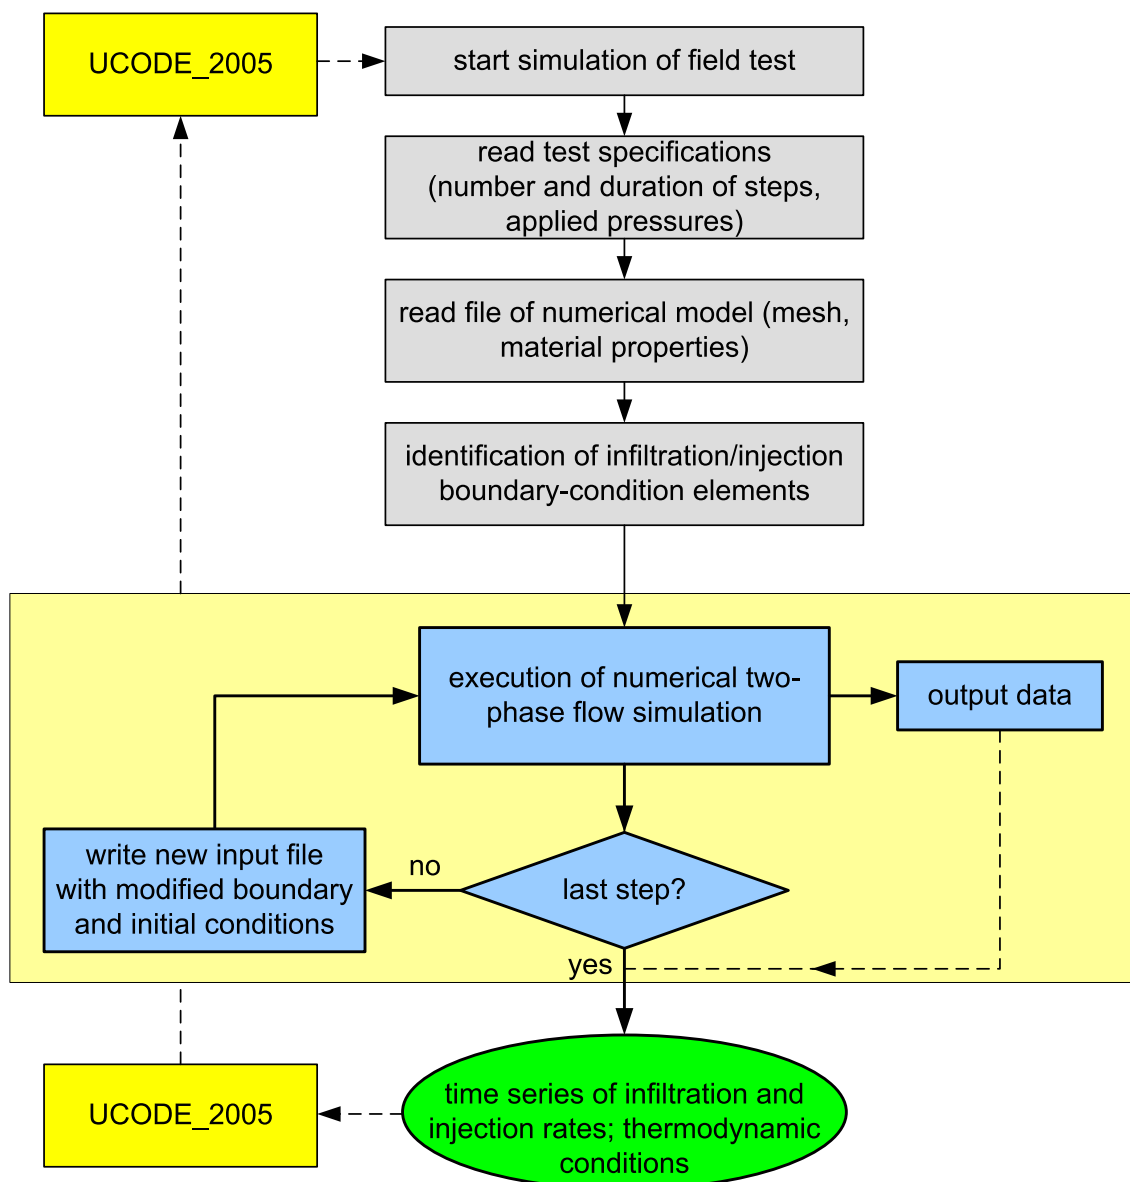 UCODE_2005
start simulation of field test
read test specifications
(number and duration of steps,
applied pressures)
read file of numerical model (mesh,
material properties)
identification of infiltration/injection
boundary-condition elements
execution of numerical two-
phase flow simulation
output data
write new input file
with modified boundary
and initial conditions
no
last step?
yes
time series of infiltration and
injection rates; thermodynamic
conditions
UCODE_2005